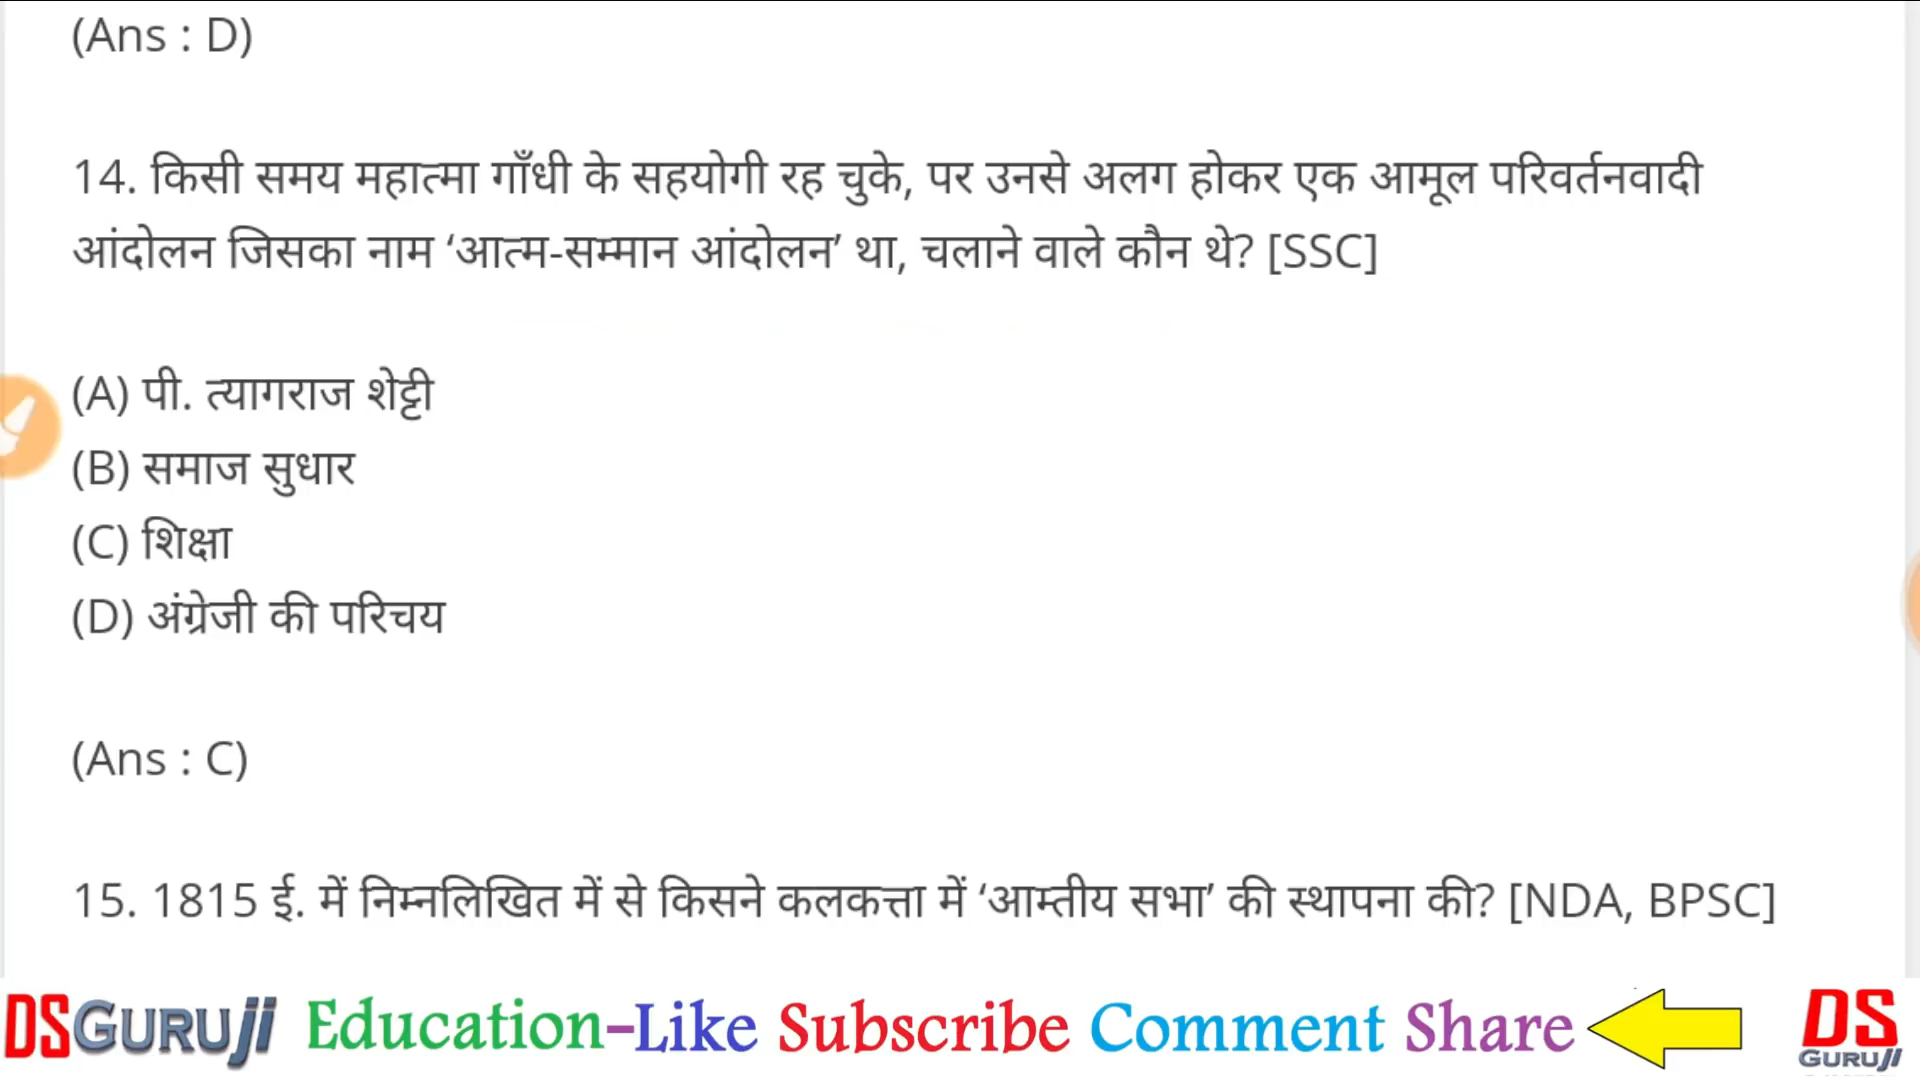 (Ans : D)
14. किसी समय महात्मा गाँधी के सहयोगी रह चुके, पर उनसे अलग होकर एक आमूल परिवर्तनवादी
आंदोलन जिसका नाम ‘आत्म-सम्मान आंदोलन’ था, चलाने वाले कौन थे? [SSC]
(A) पी. त्यागराज शेट्टी
(B) समाज सुधार
(C) शिक्षा
(D) अंग्रेजी की परिचय
(Ans : C)
15. 1815 ई. में निम्नलिखित में से किसने कलकत्ता में ‘आम्तीय सभा’ की स्थापना की? [NDA, BPSC]
DSGURUJI Education-Like Subscribe Comment Share DS
GURUJI